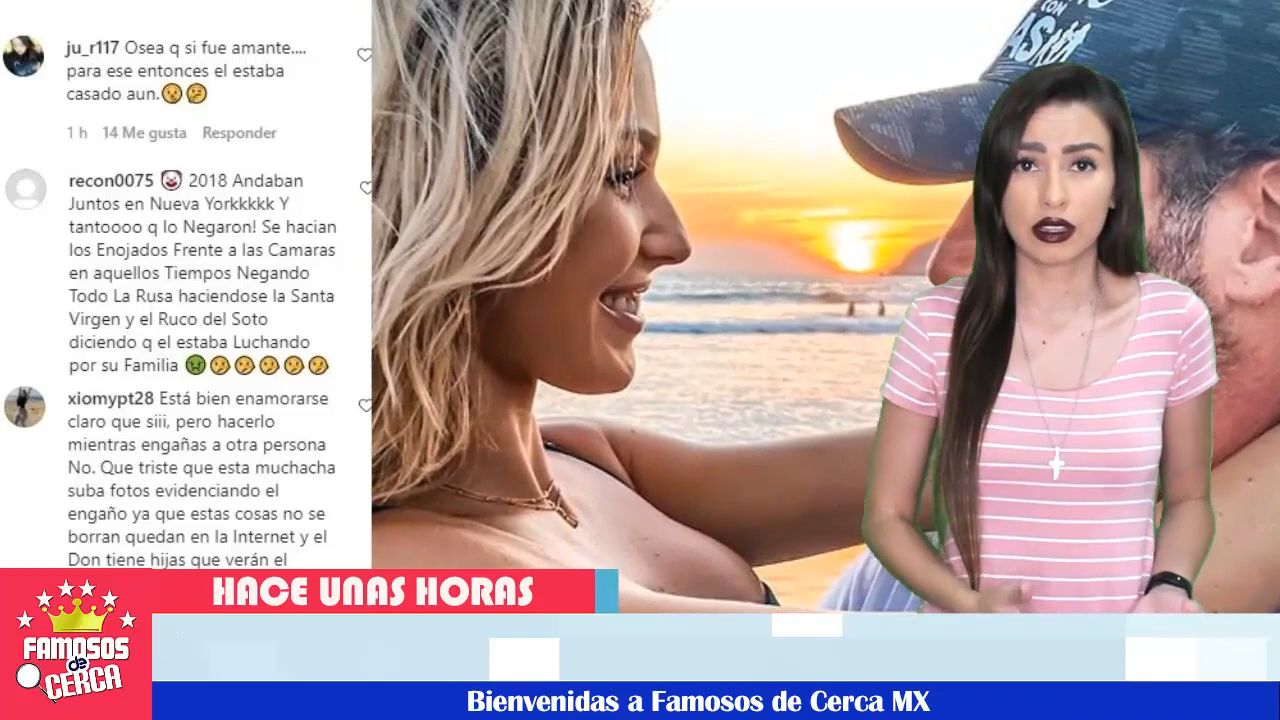 ju_r117 Osea q si fue amante....
para ese entonces el estaba
casado aun.😯🤔
1 h 14 Me gusta Responder
recon0075 🤡 2018 Andaban
Juntos en Nueva Yorkkkkk Y
tantoooo q lo Negaron! Se hacian
los Enojados Frente a las Camaras
en aquellos Tiempos Negando
Todo La Rusa haciendose la Santa
Virgen y el Ruco del Soto
diciendo q el estaba Luchando
por su Familia 🤢🤔🤔🤔🤔🤔
xiomypt28 Está bien enamorarse
claro que siii, pero hacerlo
mientras engañas a otra persona
No. Que triste que esta muchacha
suba fotos evidenciando el
engaño ya que estas cosas no se
borran quedan en la Internet y el
Don tiene hijas que verán el
CON
HACE UNAS HORAS
FAMOSOS
de
CERCA
Bienvenidas a Famosos de Cerca MX